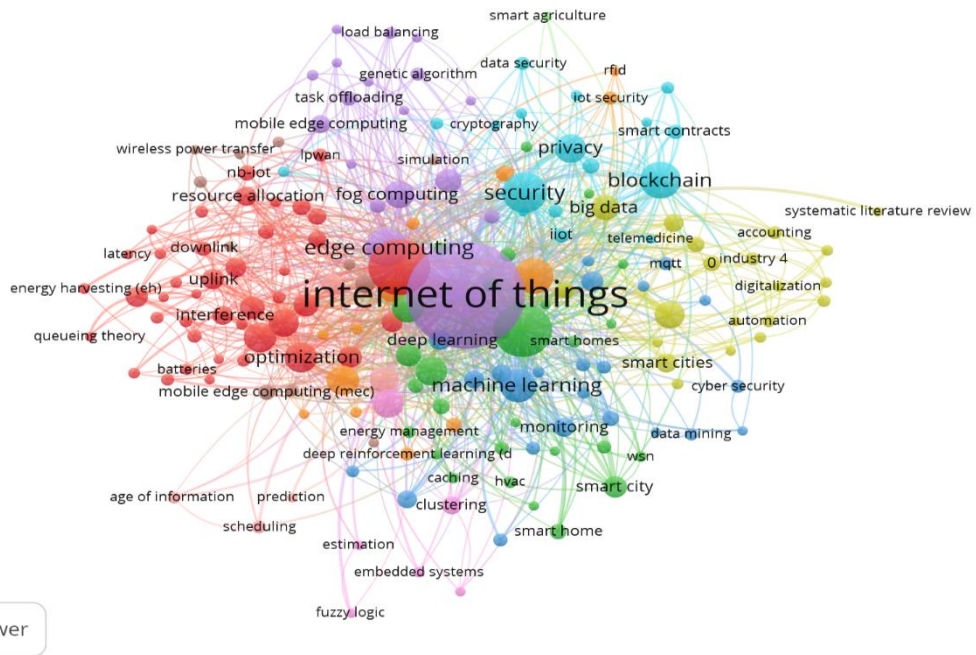 smart agriculture
load balancing
data security
genetic algorithm
rfid
task offloading
iot security
mobile edge computing
cryptography
smart contracts
wireless power transfer
lpwan
simulation
privacy
nb-iot
resource allocation
fog computing
security
blockchain
big data
systematic literature review
edge computing
iiot
telemedicine
accounting
latency
downlink
mqtt
0
industry 4
uplink
energy harvesting (eh)
internet of things
digitalization
interference
automation
queueing theory
deep learning
smart homes
optimization
smart cities
batteries
mobile edge computing (mec)
machine learning
cyber security
energy management
monitoring
data mining
deep reinforcement learning (d
wsn
caching
hvac
smart city
age of information
prediction
clustering
scheduling
smart home
estimation
embedded systems
fuzzy logic
wer